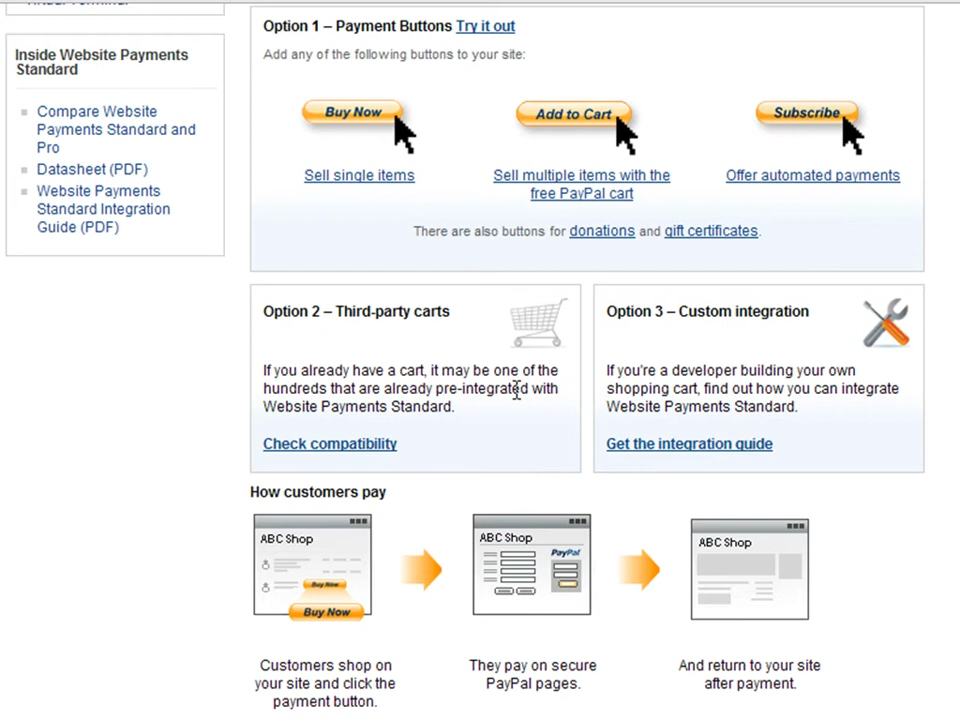 Inside Website Payments
Standard
Compare Website
Payments Standard and
Pro
Datasheet (PDF)
Website Payments
Standard Integration
Guide (PDF)
Option 1 – Payment Buttons Try it out
Add any of the following buttons to your site:
Buy Now
Add to Cart
Subscribe
Sell single items
Sell multiple items with the
free PayPal cart
Offer automated payments
There are also buttons for donations and gift certificates.
Option 2 – Third-party carts
If you already have a cart, it may be one of the
hundreds that are already pre-integrated with
Website Payments Standard.
Check compatibility
Option 3 – Custom integration
If you're a developer building your own
shopping cart, find out how you can integrate
Website Payments Standard.
Get the integration guide
How customers pay
ABC Shop
Buy Now
Buy Now
ABC Shop
PayPal
ABC Shop
Customers shop on
your site and click the
payment button.
They pay on secure
PayPal pages.
And return to your site
after payment.